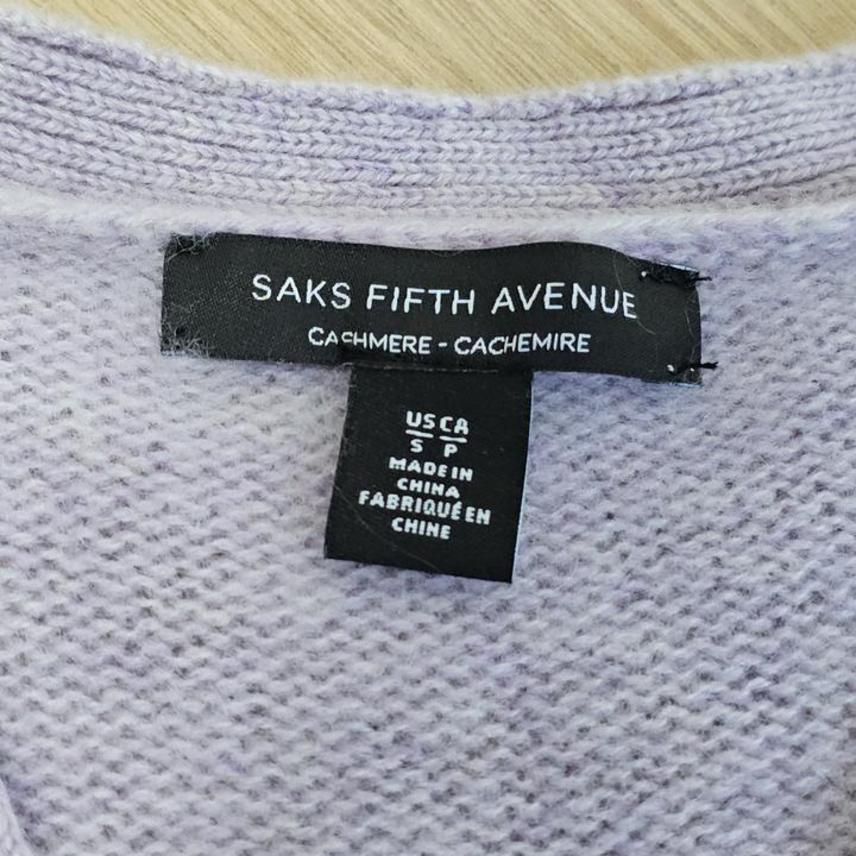 SAKS FIFTH AVENUE
CACHMERE - CACHEMIRE
US CA
S P
MADE IN
CHINA
FABRIQUÉ EN
CHINE